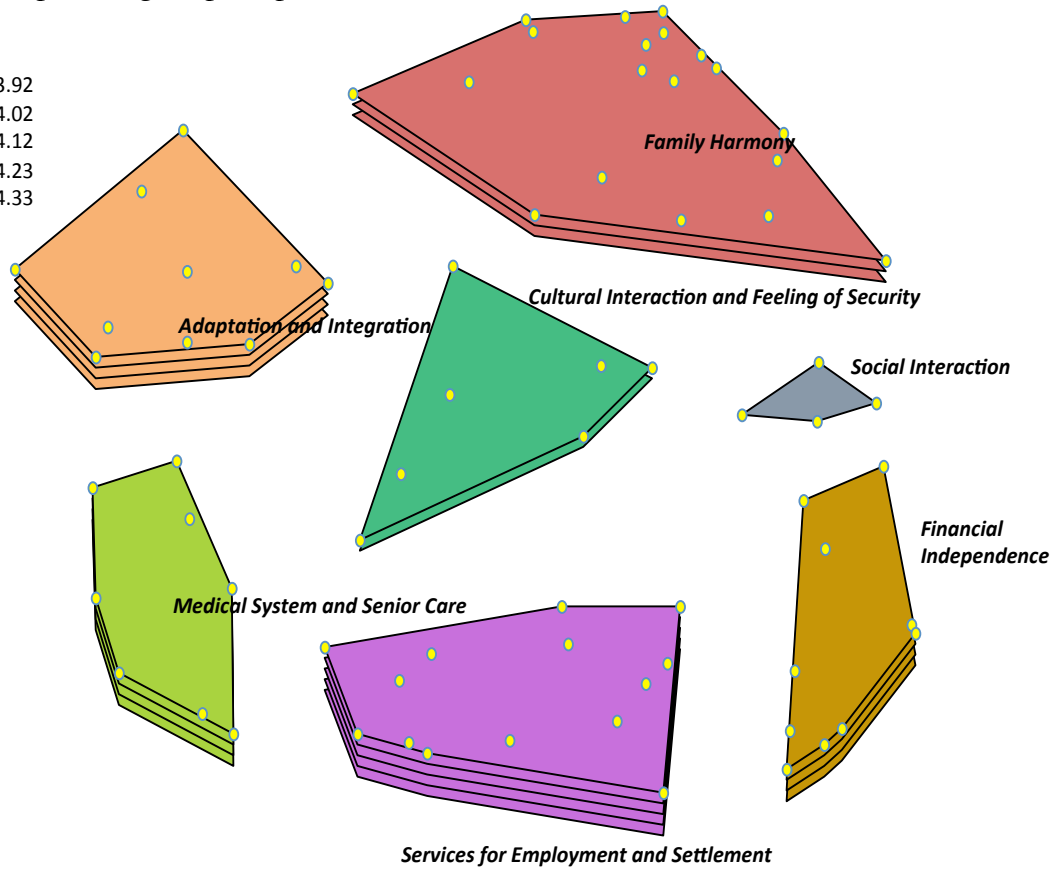 3.92
4.02
4.12
4.23
4.33
Family Harmony
Cultural Interaction and Feeling of Security
Adaptation and Integration
Social Interaction
Financial
Independence
Medical System and Senior Care
Services for Employment and Settlement